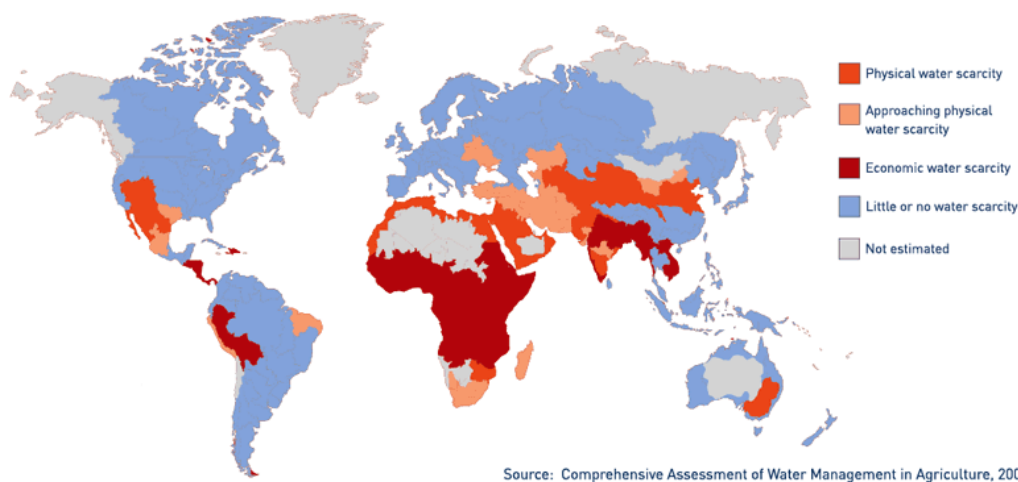 Physical water scarcity
Approaching physical
water scarcity
Economic water scarcity
Little or no water scarcity
Not estimated
Source: Comprehensive Assessment of Water Management in Agriculture, 200